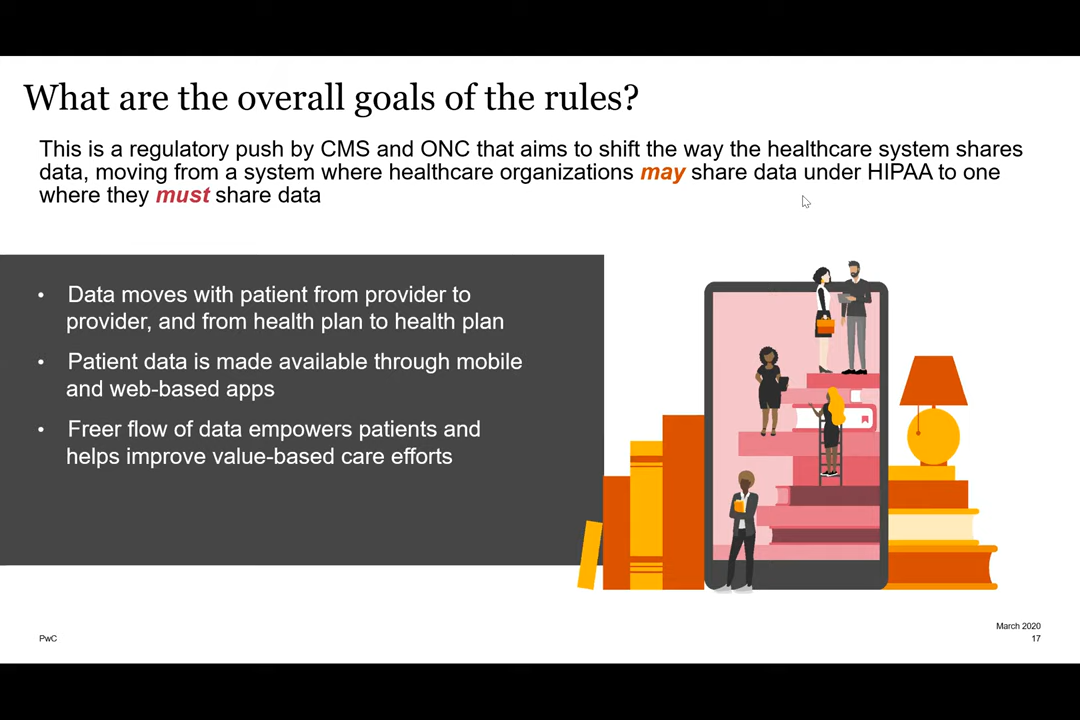 What are the overall goals of the rules?
This is a regulatory push by CMS and ONC that aims to shift the way the healthcare system shares
data, moving from a system where healthcare organizations may share data under HIPAA to one
where they must share data
• Data moves with patient from provider to
provider, and from health plan to health plan
• Patient data is made available through mobile
and web-based apps
• Freer flow of data empowers patients and
helps improve value-based care efforts
March 2020
PwC
17